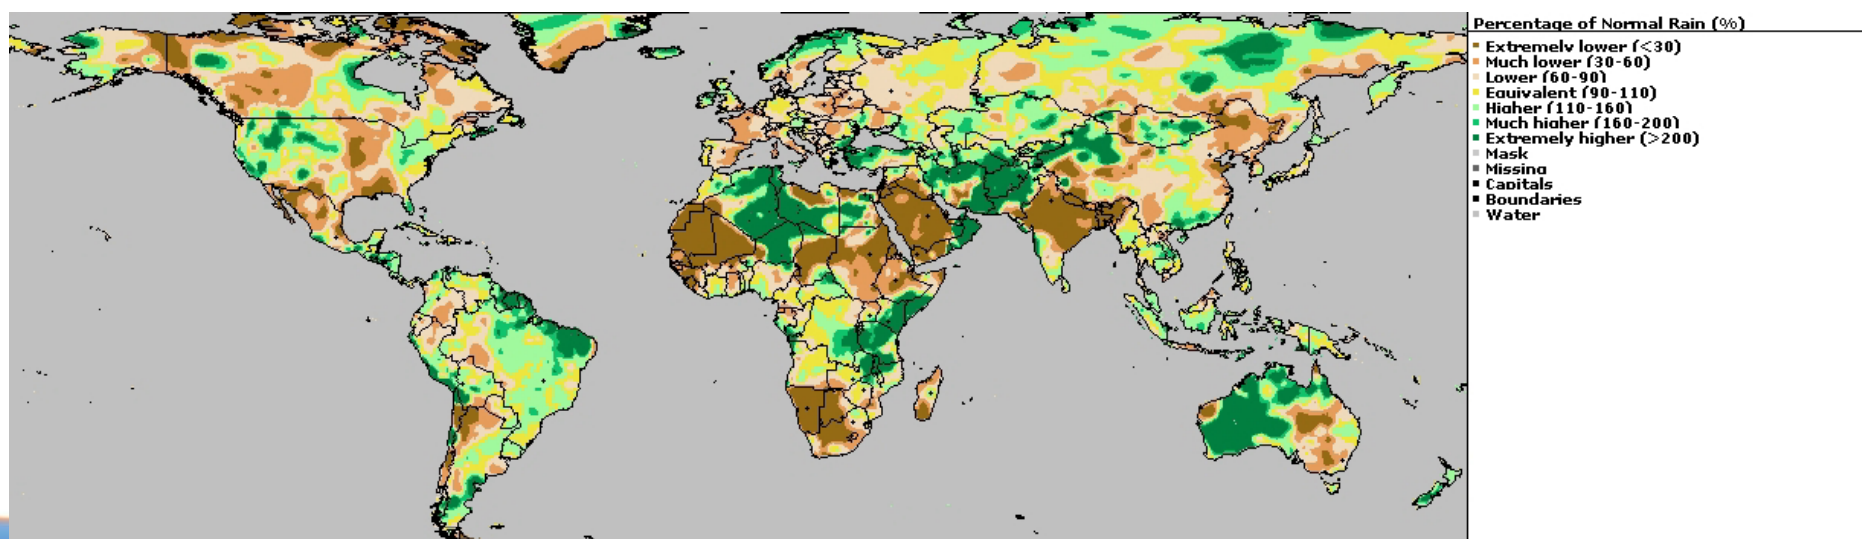 Percentage of Normal Rain (%)
Extremely lower (<30)
Much lower (30-60)
Lower (60-90)
Equivalent (90-110)
Higher (110-160)
Much higher (160-200)
Extremely higher (>200)
Mask
Missing
Capitals
Boundaries
Water